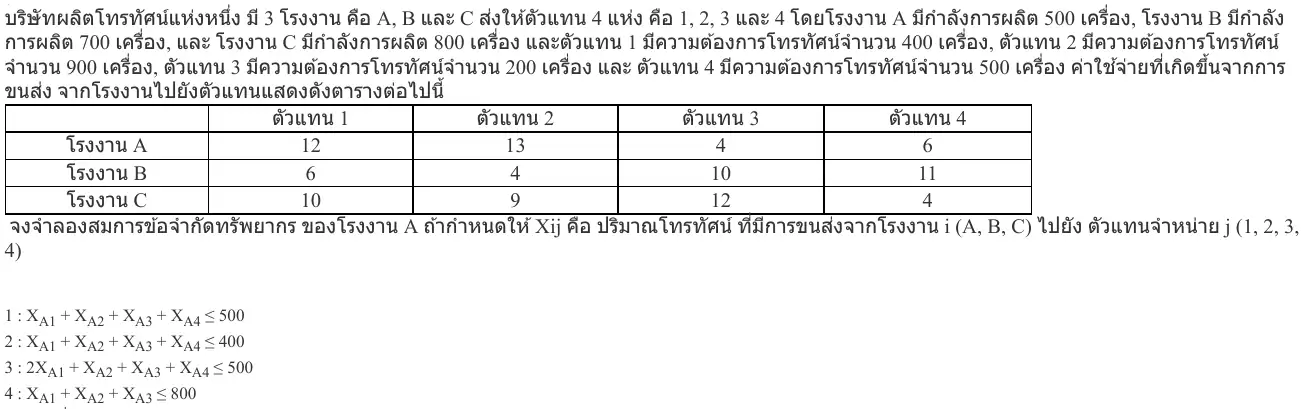 บริษัทผลิตโทรทัศน์แห่งหนึ่ง มี 3 โรงงาน คือ A, B และ C ส่งให้ตัวแทน 4 แห่ง คือ 1, 2, 3 และ 4 โดยโรงงาน A มีกำลังการผลิต 500 เครื่อง, โรงงาน B มีกำลัง
การผลิต 700 เครื่อง, และ โรงงาน C มีกำลังการผลิต 800 เครื่อง และตัวแทน 1 มีความต้องการโทรทัศน์จำนวน 400 เครื่อง, ตัวแทน 2 มีความต้องการโทรทัศน์
จำนวน 900 เครื่อง, ตัวแทน 3 มีความต้องการโทรทัศน์จำนวน 200 เครื่อง และ ตัวแทน 4 มีความต้องการโทรทัศน์จำนวน 500 เครื่อง ค่าใช้จ่ายที่เกิดขึ้นจากการ
ขนส่ง จากโรงงานไปยังตัวแทนแสดงดังตารางต่อไปนี้
ตัวแทน 1 ตัวแทน 2 ตัวแทน 3 ตัวแทน 4
โรงงาน A 12 13 4 6
โรงงาน B 6 4 10 11
โรงงาน C 10 9 12 4
จงจำลองสมการข้อจำกัดทรัพยากร ของโรงงาน A ถ้ากำหนดให้ Xij คือ ปริมาณโทรทัศน์ ที่มีการขนส่งจากโรงงาน i (A, B, C) ไปยัง ตัวแทนจำหน่าย j (1, 2, 3,
4)
1 : X_A1 + X_A2 + X_A3 + X_A4 ≤ 500
2 : X_A1 + X_A2 + X_A3 + X_A4 ≤ 400
3 : 2X_A1 + X_A2 + X_A3 + X_A4 ≤ 500
4 : X_A1 + X_A2 + X_A3 ≤ 800